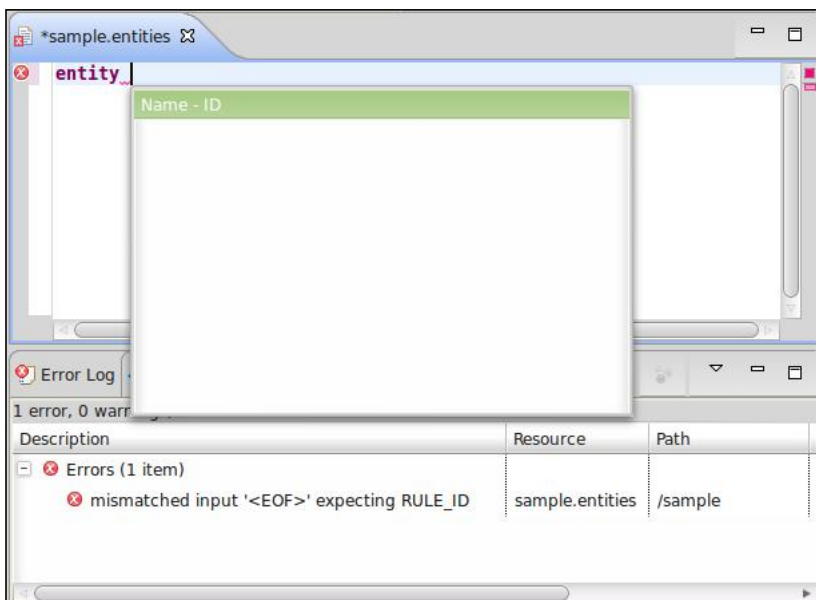 *sample.entities
entity
Name - ID
Error Log
1 error, 0
Description Resource Path
Errors (1 item)
mismatched input '<EOF>' expecting RULE_ID sample.entities /sample